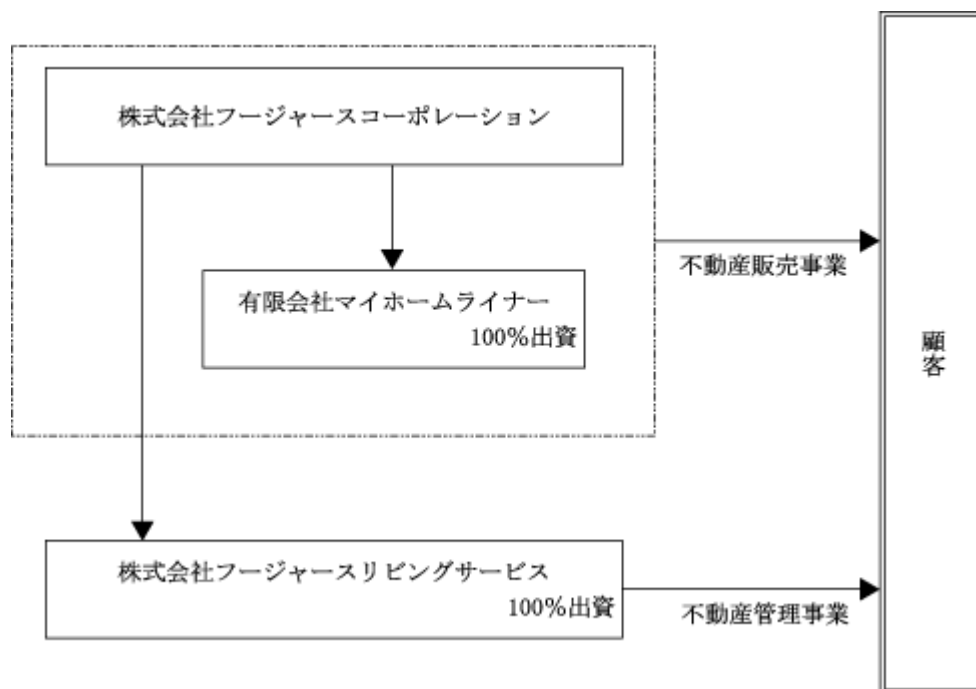 株式会社フージャースコーポレーション
有限会社マイホームライナー
100%出資
不動産販売事業
株式会社フージャースリビングサービス
100%出資
不動産管理事業
顧客